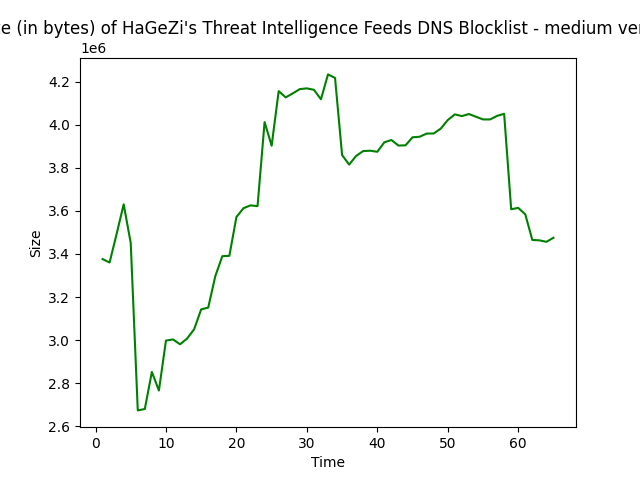 e (in bytes) of HaGeZi's Threat Intelligence Feeds DNS Blocklist - medium ver
1e6
4.2
4.0
3.8
3.6
3.4
3.2
3.0
2.8
2.6
Size
0 10 20 30 40 50 60
Time